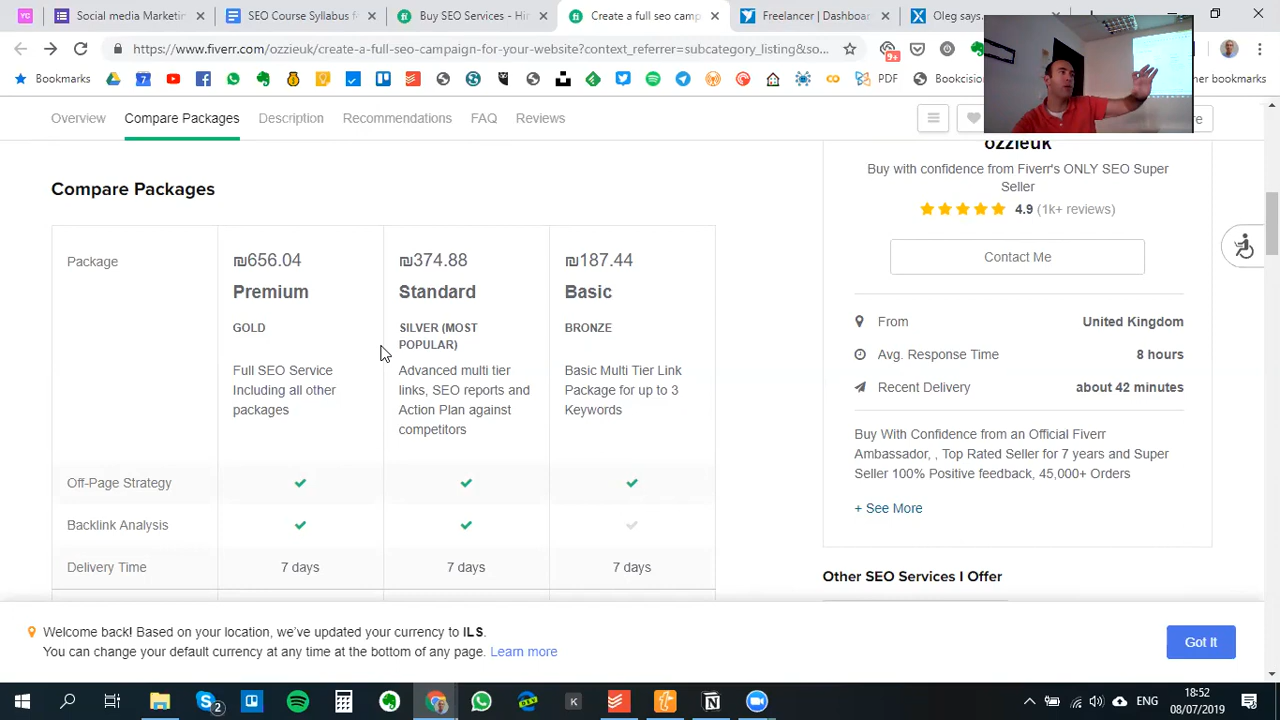 Social media Marketin
SEO Course Syllabus f
Buy SEO Services - Hir
Create a full seo camp
Freelancer | Dashboar
Oleg says.
https://www.fiverr.com/ozzieuk/create-a-full-seo-campaign-for-your-website?context_referrer=subcategory_listing&so...
9+
Bookmarks
PDF
Bookcision
her bookmarks
Overview
Compare Packages
Description
Recommendations
FAQ
Reviews
re
ozzieuk
Buy with confidence from Fiverr's ONLY SEO Super
Seller
4.9 (1k+ reviews)
Contact Me
From
United Kingdom
Avg. Response Time
8 hours
Recent Delivery
about 42 minutes
Buy With Confidence from an Official Fiverr
Ambassador, , Top Rated Seller for 7 years and Super
Seller 100% Positive feedback, 45,000+ Orders
+ See More
Other SEO Services I Offer
Compare Packages
Package
₪656.04
Premium
GOLD
Full SEO Service
Including all other
packages
₪374.88
Standard
SILVER (MOST
POPULAR)
Advanced multi tier
links, SEO reports and
Action Plan against
competitors
₪187.44
Basic
BRONZE
Basic Multi Tier Link
Package for up to 3
Keywords
Off-Page Strategy
Backlink Analysis
Delivery Time
7 days
7 days
7 days
Welcome back! Based on your location, we've updated your currency to ILS.
You can change your default currency at any time at the bottom of any page. Learn more
Got It
2
ENG
18:52
08/07/2019